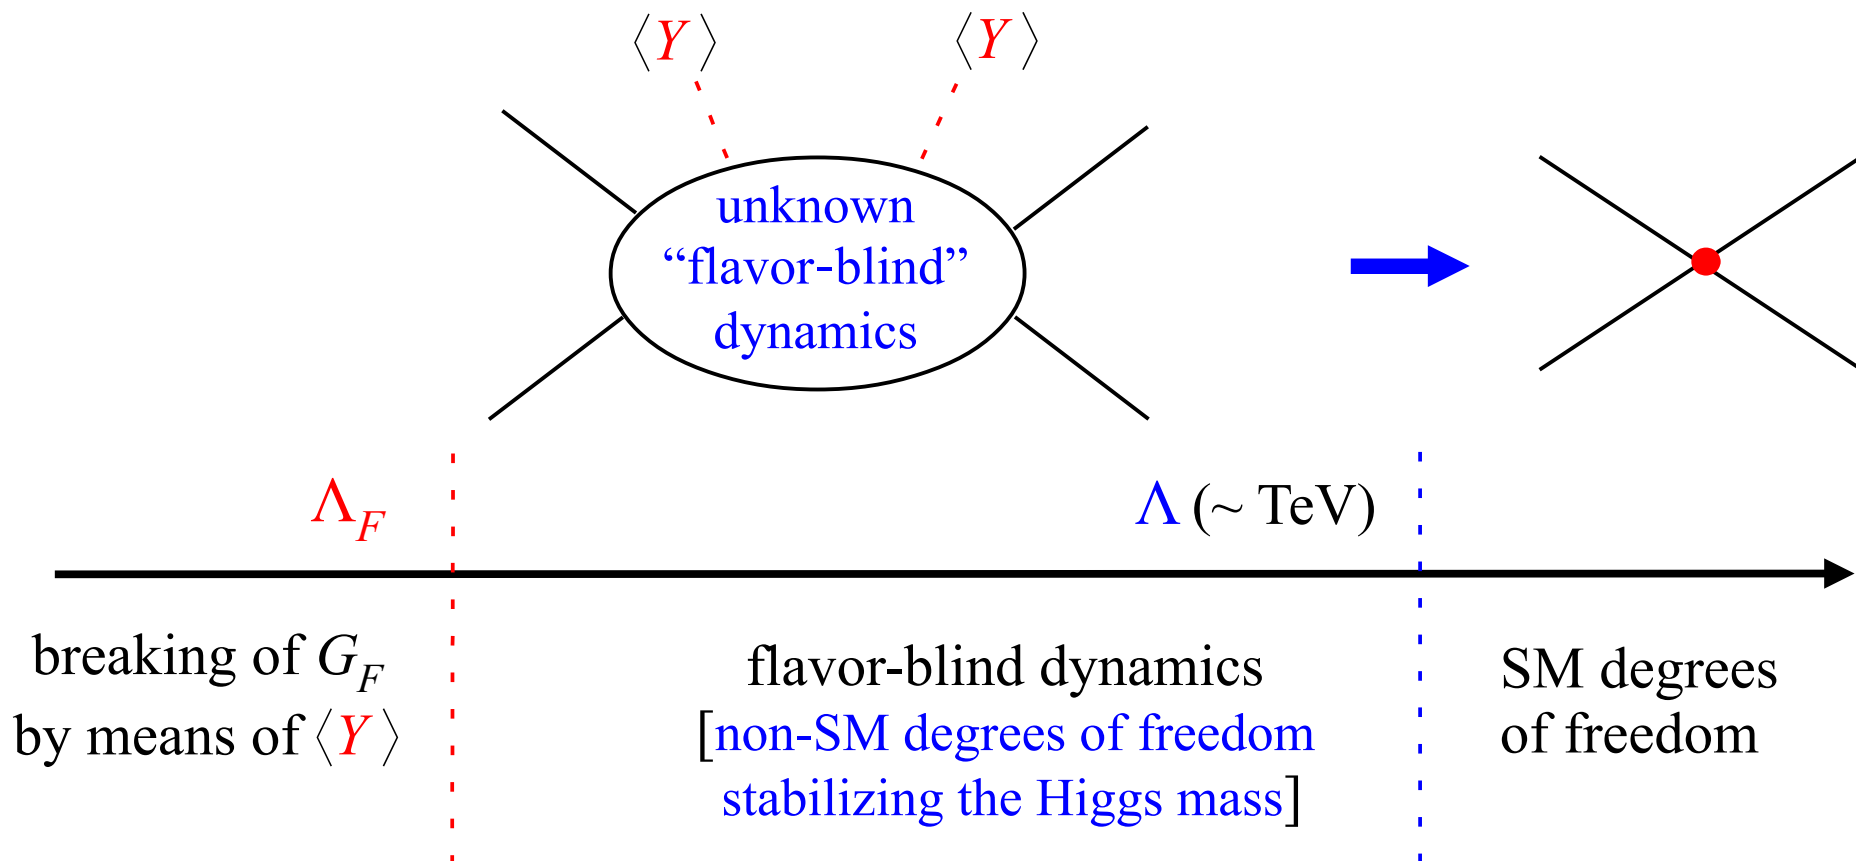 ⟨Y⟩ ⟨Y⟩
unknown
“flavor-blind”
dynamics
Λ_F
Λ (~ TeV)
breaking of G_F
by means of ⟨Y⟩
flavor-blind dynamics
[non-SM degrees of freedom
stabilizing the Higgs mass]
SM degrees
of freedom